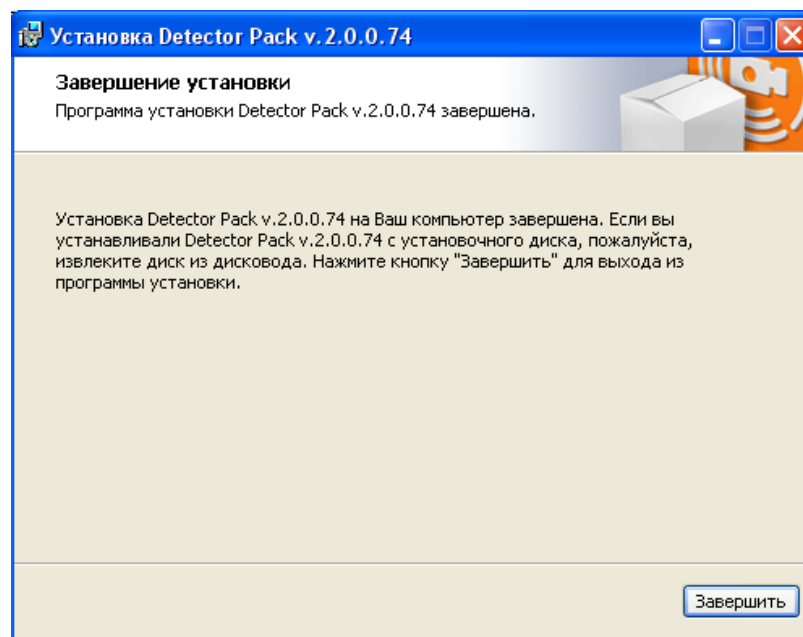 Установка Detector Pack v.2.0.0.74
Завершение установки
Программа установки Detector Pack v.2.0.0.74 завершена.
Установка Detector Pack v.2.0.0.74 на Ваш компьютер завершена. Если вы
устанавливали Detector Pack v.2.0.0.74 с установочного диска, пожалуйста,
извлеките диск из дисковода. Нажмите кнопку "Завершить" для выхода из
программы установки.
Завершить